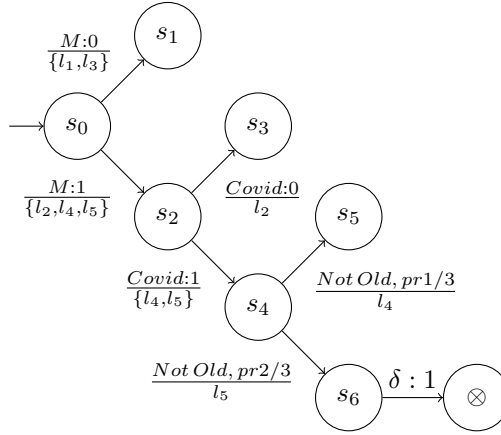 s₁
M:0
{l₁,l₃}
s₀
s₃
M:1
{l₂,l₄,l₅}
s₂
Covid:0
l₂
s₅
Covid:1
{l₄,l₅}
s₄
Not Old, pr1/3
l₄
Not Old, pr2/3
l₅
s₆
δ : 1
⊗